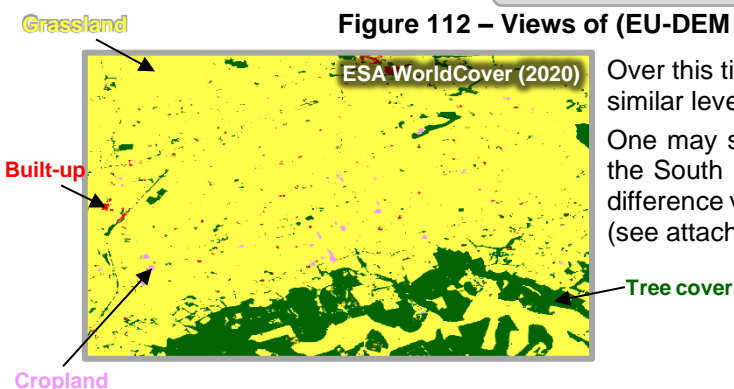 Grassland
Figure 112 – Views of (EU-DEM
ESA WorldCover (2020)
Over this ti
similar leve
One may s
the South
difference v
(see attach
Built-up
Tree cover
Cropland